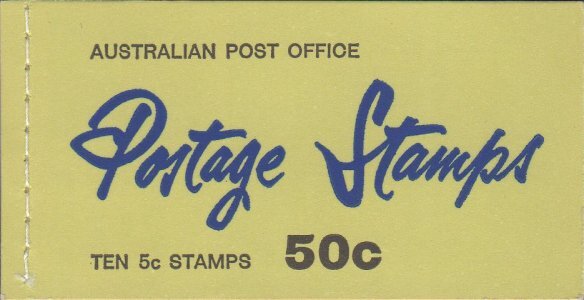 AUSTRALIAN POST OFFICE
Postage Stamps
TEN 5c STAMPS 50c